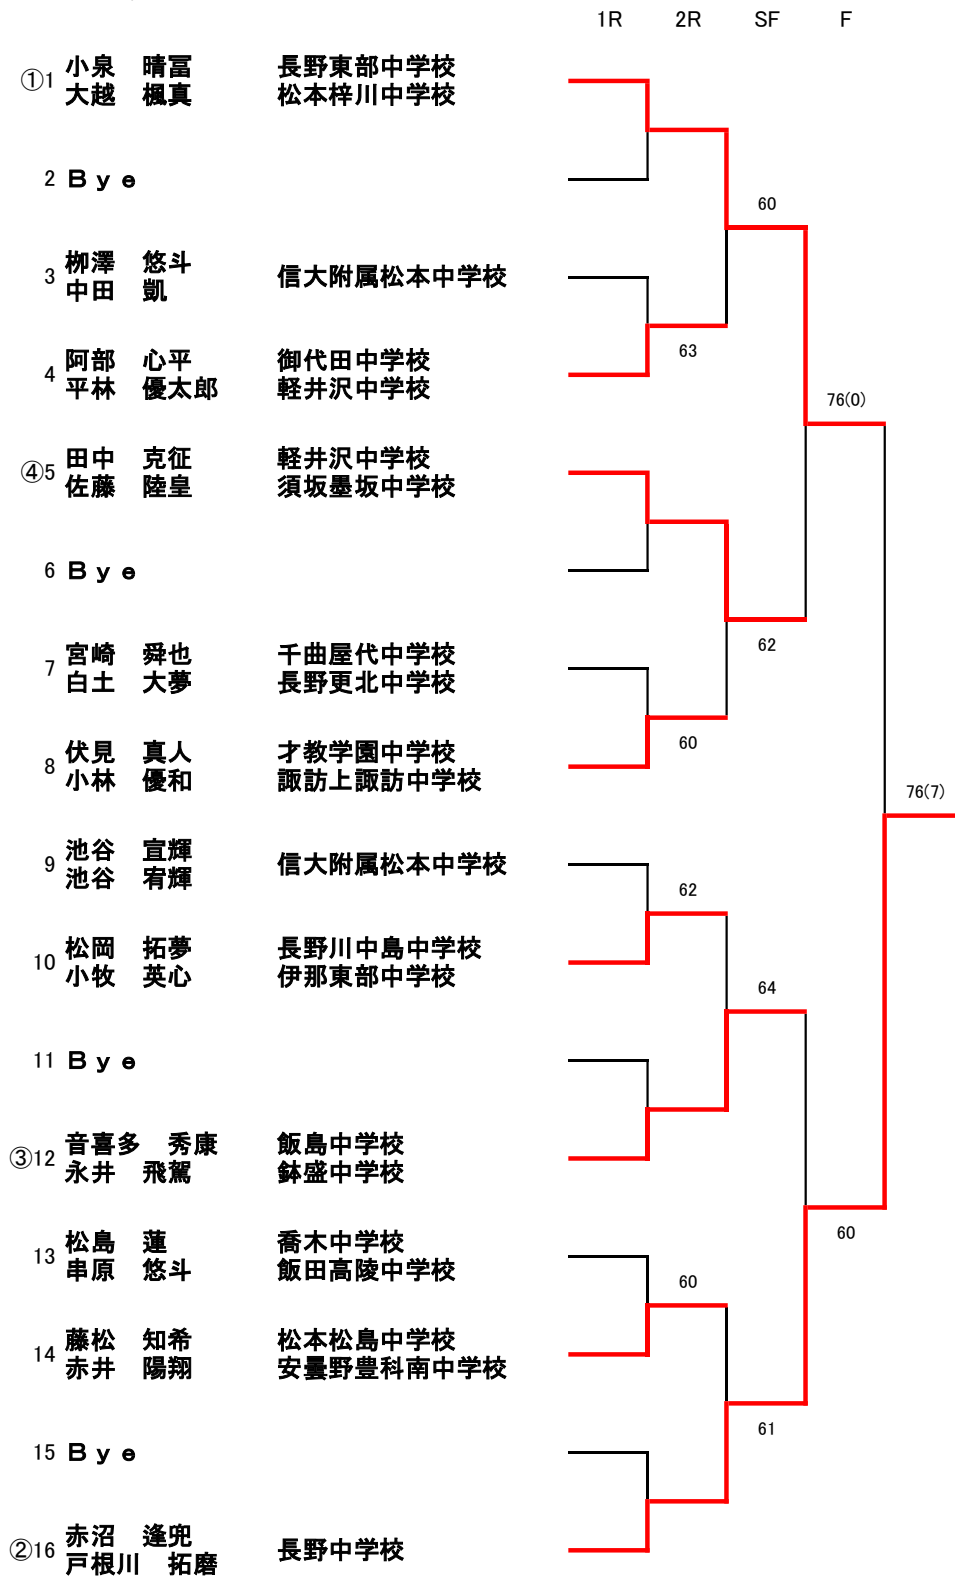 1R 2R SF F
①1 小泉　晴冨 長野東部中学校
大越　楓真 松本梓川中学校
2 Ｂｙｅ
60
3 栁澤　悠斗 信大附属松本中学校
中田　凱
63
4 阿部　心平 御代田中学校
平林　優太郎 軽井沢中学校
76(0)
④5 田中　克征 軽井沢中学校
佐藤　陸皇 須坂墨坂中学校
6 Ｂｙｅ
62
7 宮崎　舜也 千曲屋代中学校
白土　大夢 長野更北中学校
60
8 伏見　真人 才教学園中学校
小林　優和 諏訪上諏訪中学校
76(7)
9 池谷　宣輝 信大附属松本中学校
池谷　宥輝
62
10 松岡　拓夢 長野川中島中学校
小牧　英心 伊那東部中学校
64
11 Ｂｙｅ
③12 音喜多　秀康 飯島中学校
永井　飛駕 鉢盛中学校
60
13 松島　蓮 喬木中学校
串原　悠斗 飯田高陵中学校
60
14 藤松　知希 松本松島中学校
赤井　陽翔 安曇野豊科南中学校
61
15 Ｂｙｅ
②16 赤沼　逢兜 長野中学校
戸根川　拓磨